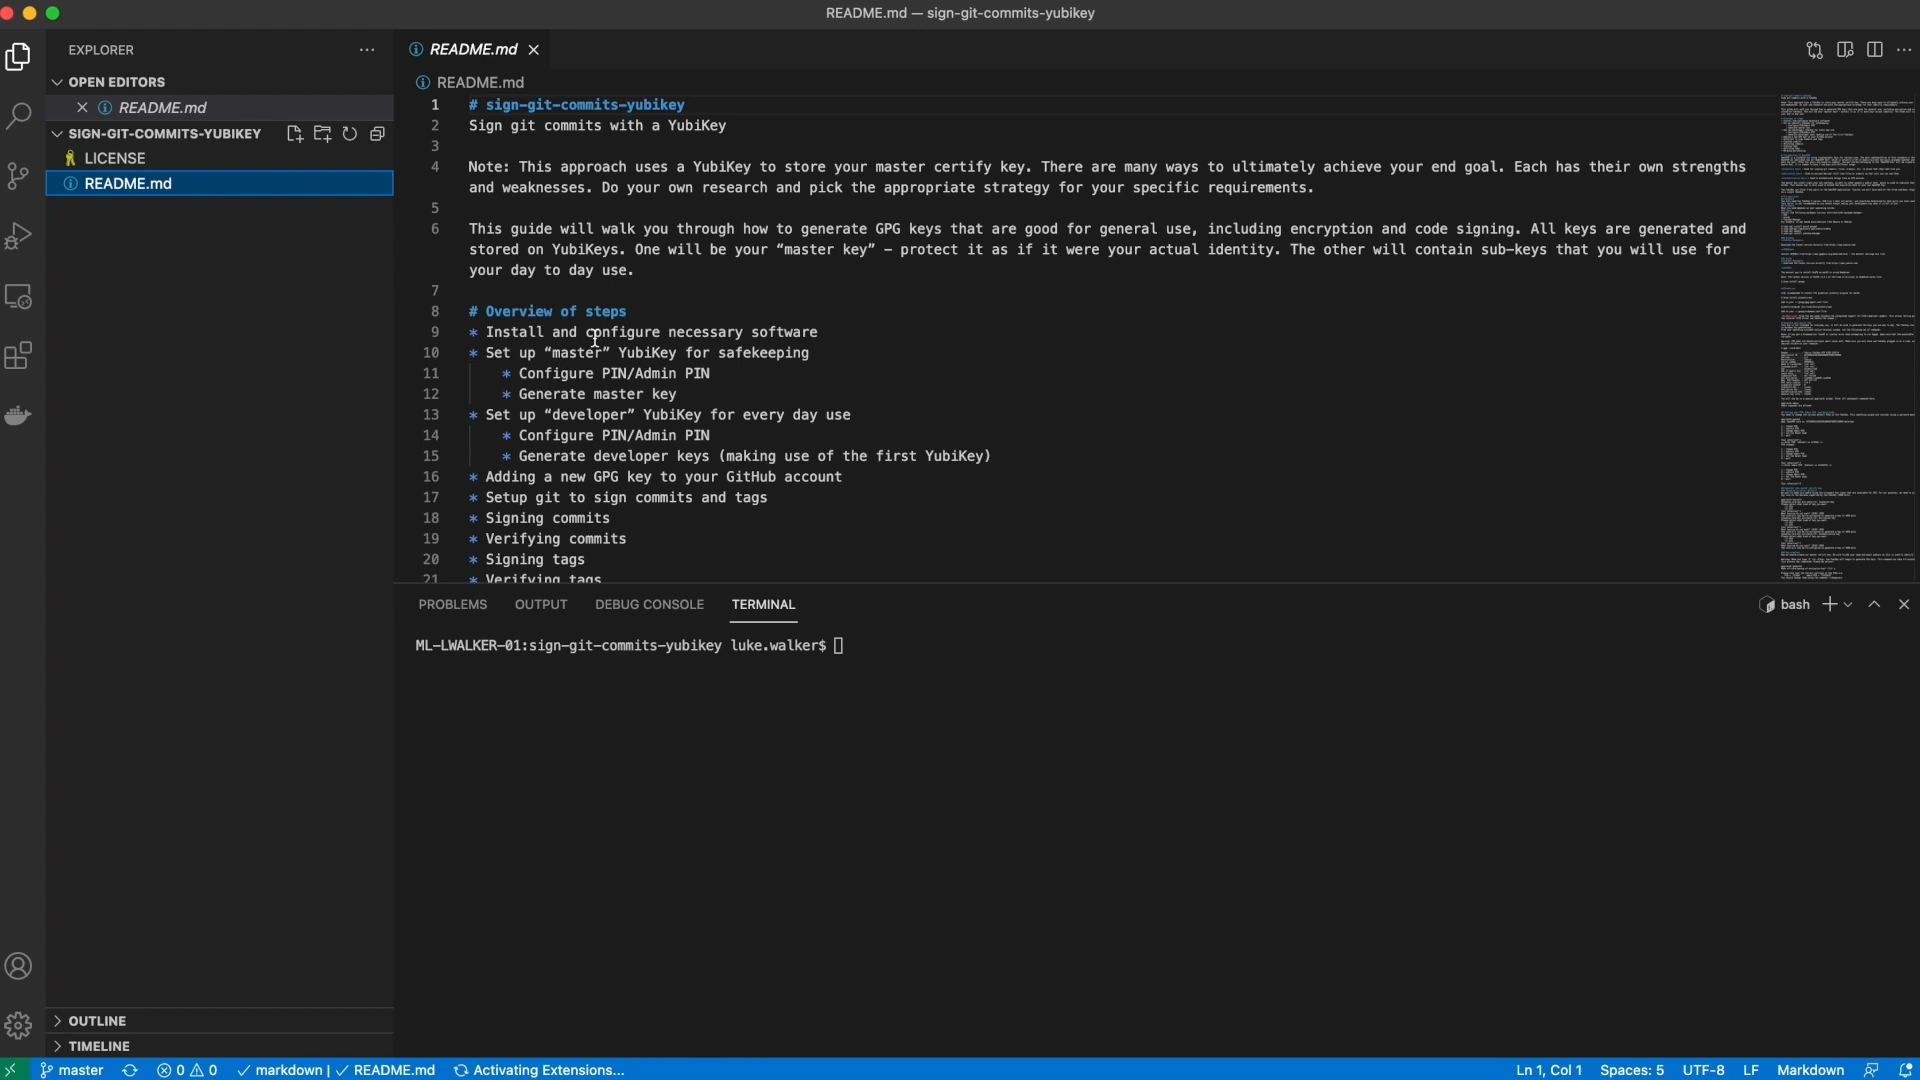 README.md — sign-git-commits-yubikey
EXPLORER
OPEN EDITORS
README.md
SIGN-GIT-COMMITS-YUBIKEY
LICENSE
README.md
OUTLINE
TIMELINE
README.md
README.md
1 # sign-git-commits-yubikey
2 Sign git commits with a YubiKey
3
4 Note: This approach uses a YubiKey to store your master certify key. There are many ways to ultimately achieve your end goal. Each has their own strengths
and weaknesses. Do your own research and pick the appropriate strategy for your specific requirements.
5
6 This guide will walk you through how to generate GPG keys that are good for general use, including encryption and code signing. All keys are generated and
stored on YubiKeys. One will be your “master key” – protect it as if it were your actual identity. The other will contain sub-keys that you will use for
your day to day use.
7
8 # Overview of steps
9 * Install and configure necessary software
10 * Set up “master” YubiKey for safekeeping
11 * Configure PIN/Admin PIN
12 * Generate master key
13 * Set up “developer” YubiKey for every day use
14 * Configure PIN/Admin PIN
15 * Generate developer keys (making use of the first YubiKey)
16 * Adding a new GPG key to your GitHub account
17 * Setup git to sign commits and tags
18 * Signing commits
19 * Verifying commits
20 * Signing tags
21 * Verifying tags
PROBLEMS OUTPUT DEBUG CONSOLE TERMINAL
bash
ML-LWALKER-01:sign-git-commits-yubikey luke.walker$
master 0 0 markdown | README.md Activating Extensions...
Ln 1, Col 1 Spaces: 5 UTF-8 LF Markdown